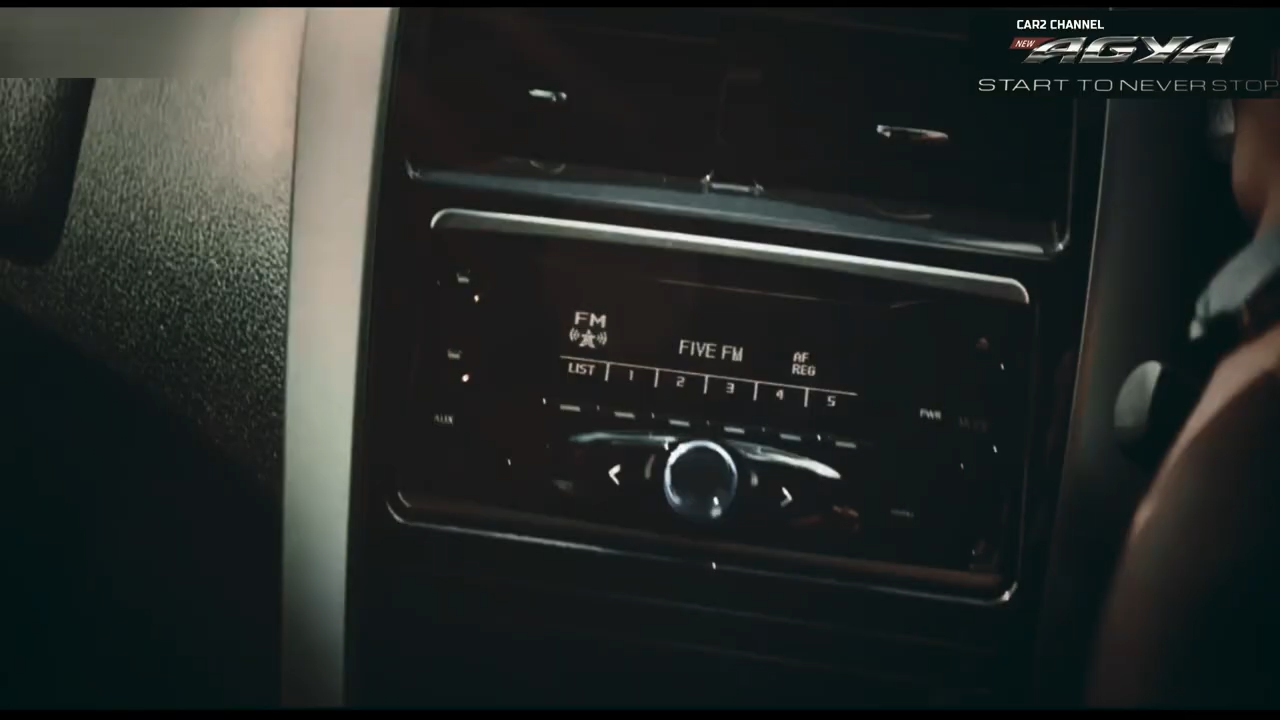 CAR2 CHANNEL
NEW AGYA
START TO NEVER STOP
FM
FIVE FM
AF
REG
LIST 1 2 3 4 5
AUX
PWR